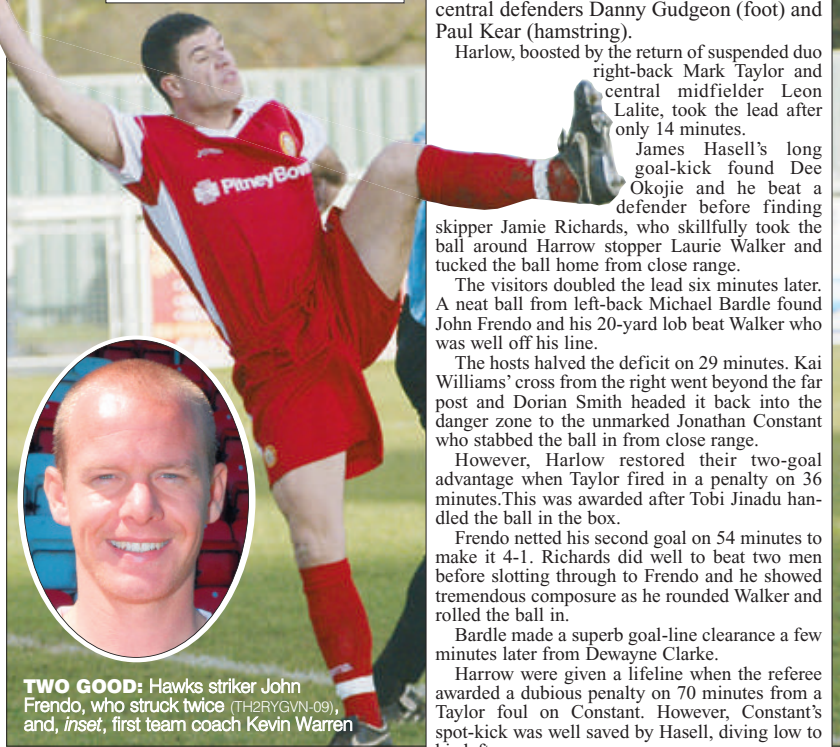 central defenders Danny Gudgeon (foot) and
Paul Kear (hamstring).
Harlow, boosted by the return of suspended duo
right-back Mark Taylor and
central midfielder Leon
Lalite, took the lead after
only 14 minutes.
James Hasell's long
goal-kick found Dee
Okojie and he beat a
defender before finding
skipper Jamie Richards, who skillfully took the
ball around Harrow stopper Laurie Walker and
tucked the ball home from close range.
The visitors doubled the lead six minutes later.
A neat ball from left-back Michael Bardle found
John Frendo and his 20-yard lob beat Walker who
was well off his line.
The hosts halved the deficit on 29 minutes. Kai
Williams' cross from the right went beyond the far
post and Dorian Smith headed it back into the
danger zone to the unmarked Jonathan Constant
who stabbed the ball in from close range.
However, Harlow restored their two-goal
advantage when Taylor fired in a penalty on 36
minutes.This was awarded after Tobi Jinadu han-
dled the ball in the box.
Frendo netted his second goal on 54 minutes to
make it 4-1. Richards did well to beat two men
before slotting through to Frendo and he showed
tremendous composure as he rounded Walker and
rolled the ball in.
Bardle made a superb goal-line clearance a few
minutes later from Dewayne Clarke.
Harrow were given a lifeline when the referee
awarded a dubious penalty on 70 minutes from a
Taylor foul on Constant. However, Constant's
spot-kick was well saved by Hasell, diving low to
PitneyBow
TWO GOOD: Hawks striker John
Frendo, who struck twice (TH2RYGVN-09),
and, inset, first team coach Kevin Warren